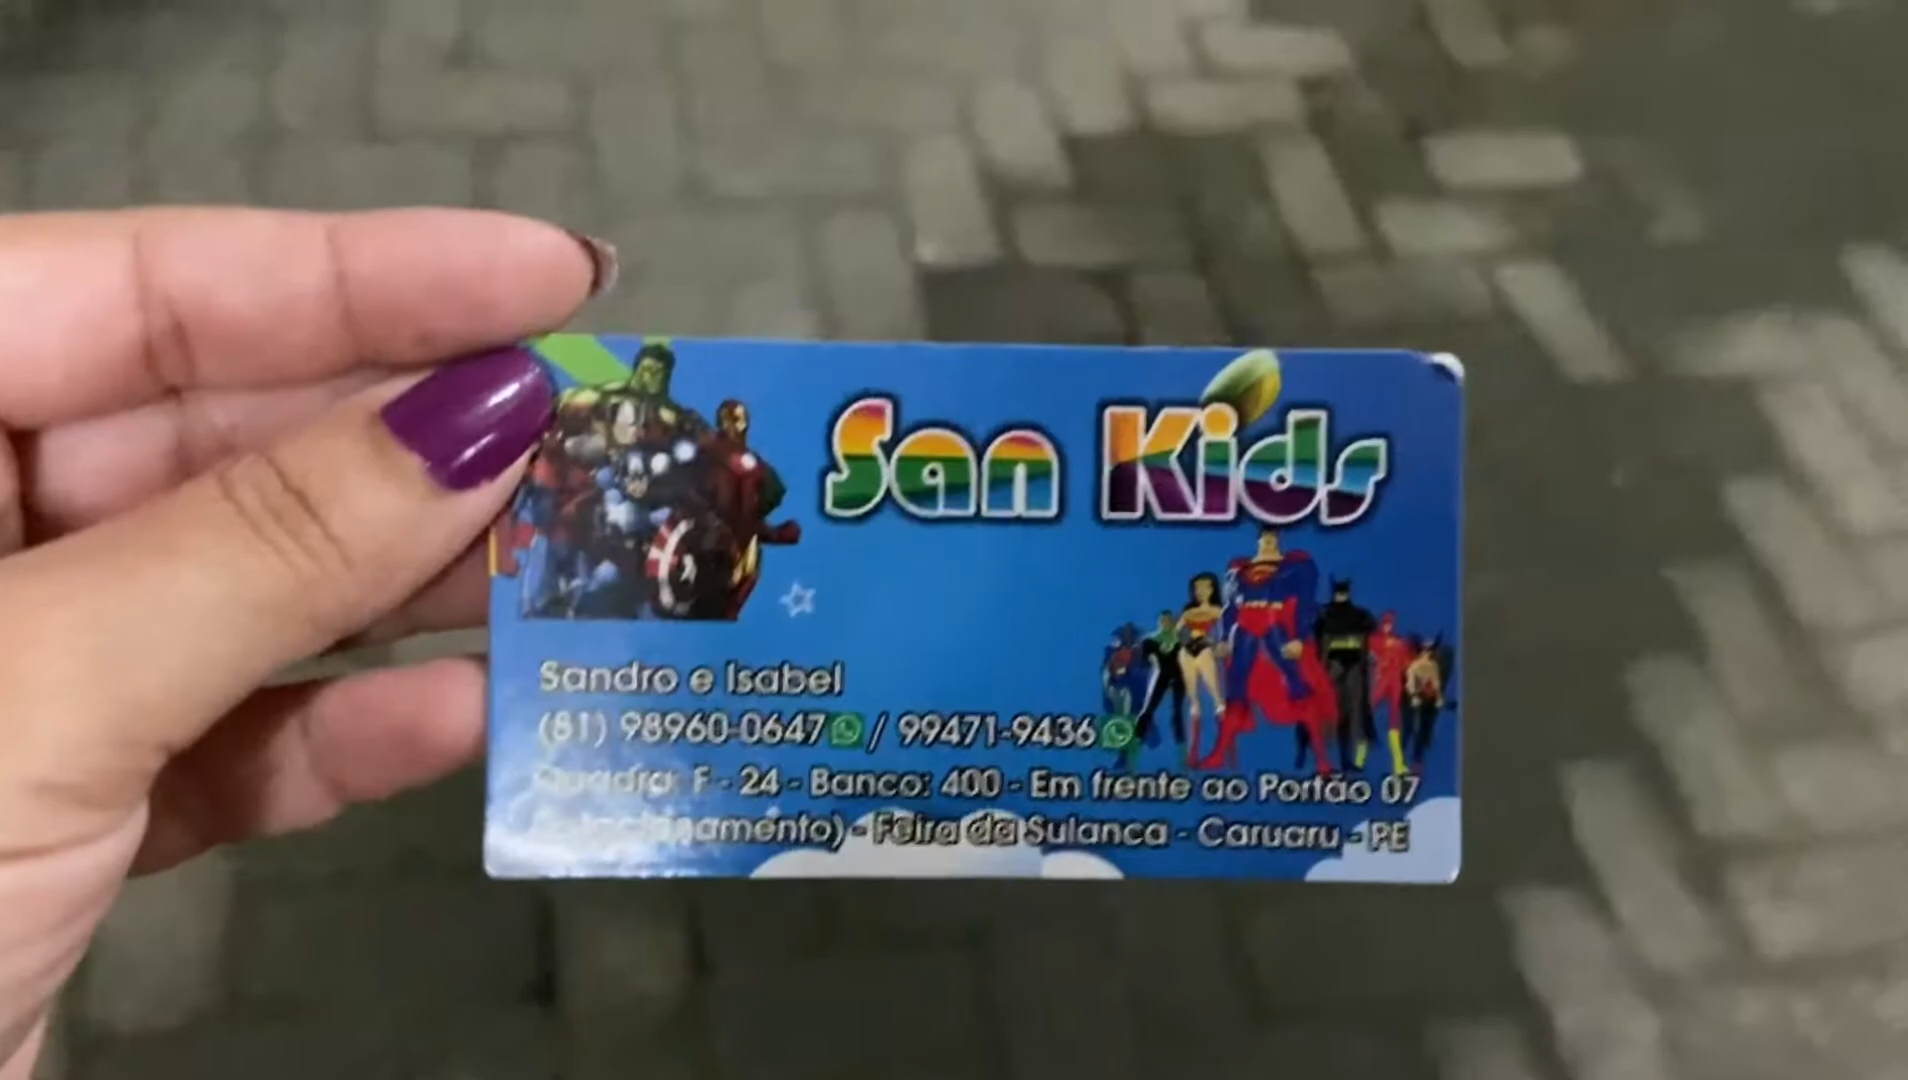 San Kids
Sandro e Isabel
(81) 98960-0647 / 99471-9436
Quadra: F - 24 - Banco: 400 - Em frente ao Portão 07
(Estacionamento) - Feira da Sulanca - Caruaru - PE